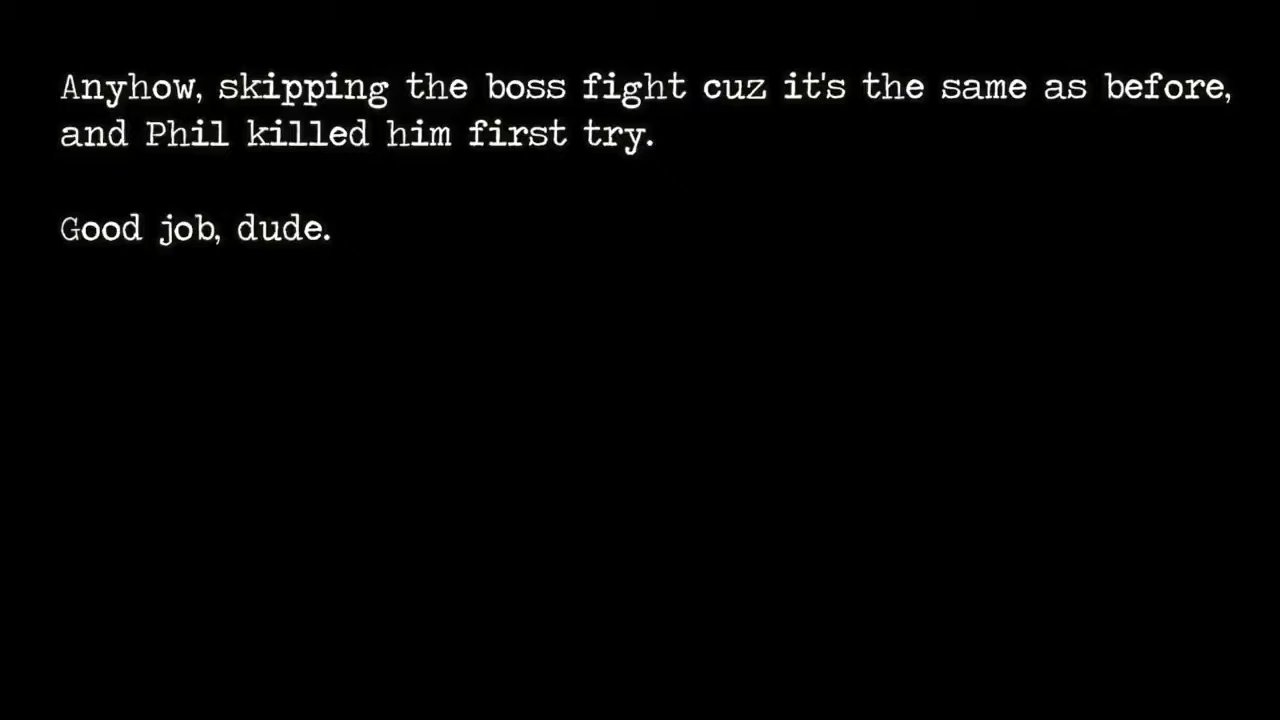 Anyhow, skipping the boss fight cuz it's the same as before,
and Phil killed him first try.
Good job, dude.